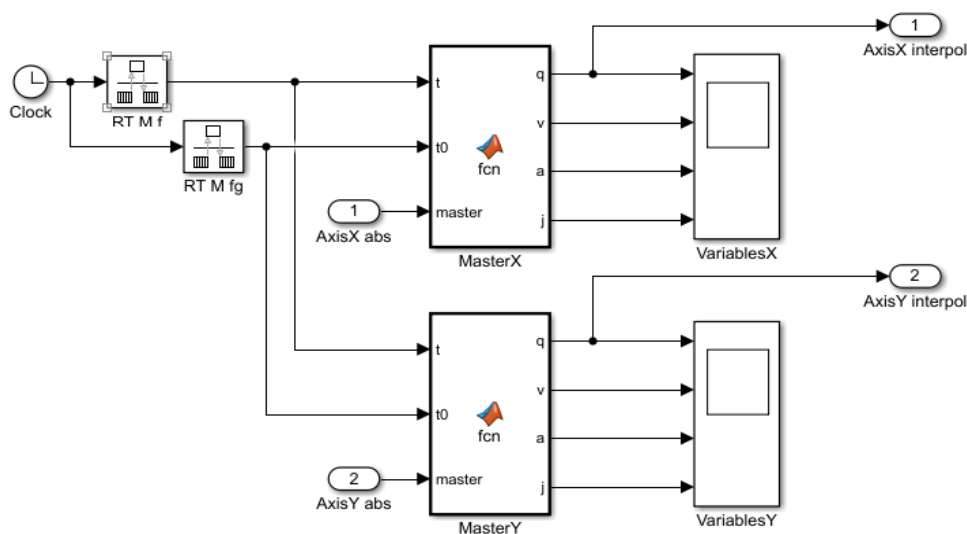 1
AxisX interpol
Clock
RT M f
RT M fg
t
t0
master
fcn
q
v
a
j
MasterX
1
AxisX abs
VariablesX
2
AxisY interpol
t
t0
master
fcn
q
v
a
j
MasterY
2
AxisY abs
VariablesY